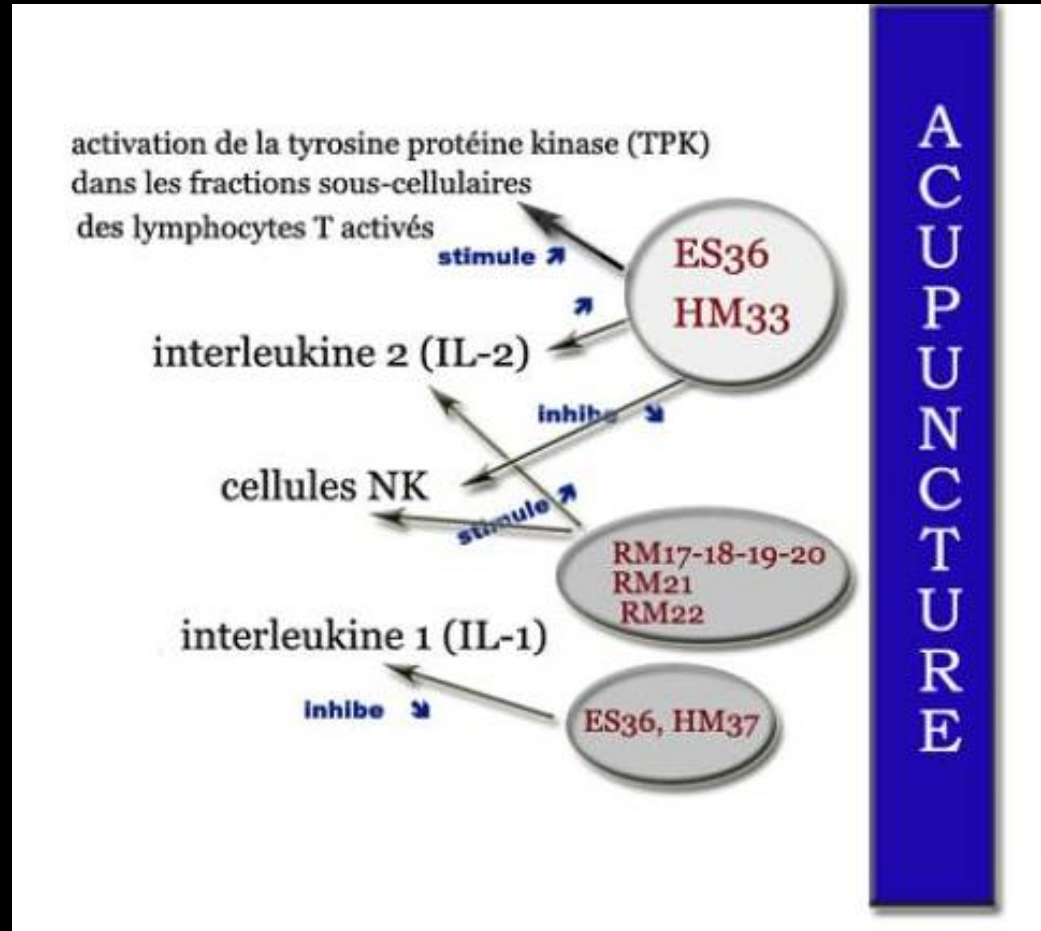 activation de la tyrosine protéine kinase (TPK)
dans les fractions sous-cellulaires
des lymphocytes T activés
stimule
ES36
HM33
interleukine 2 (IL-2)
inhibe
cellules NK
stimule
RM17-18-19-20
RM21
RM22
interleukine 1 (IL-1)
inhibe
ES36, HM37
ACUPUNCTURE